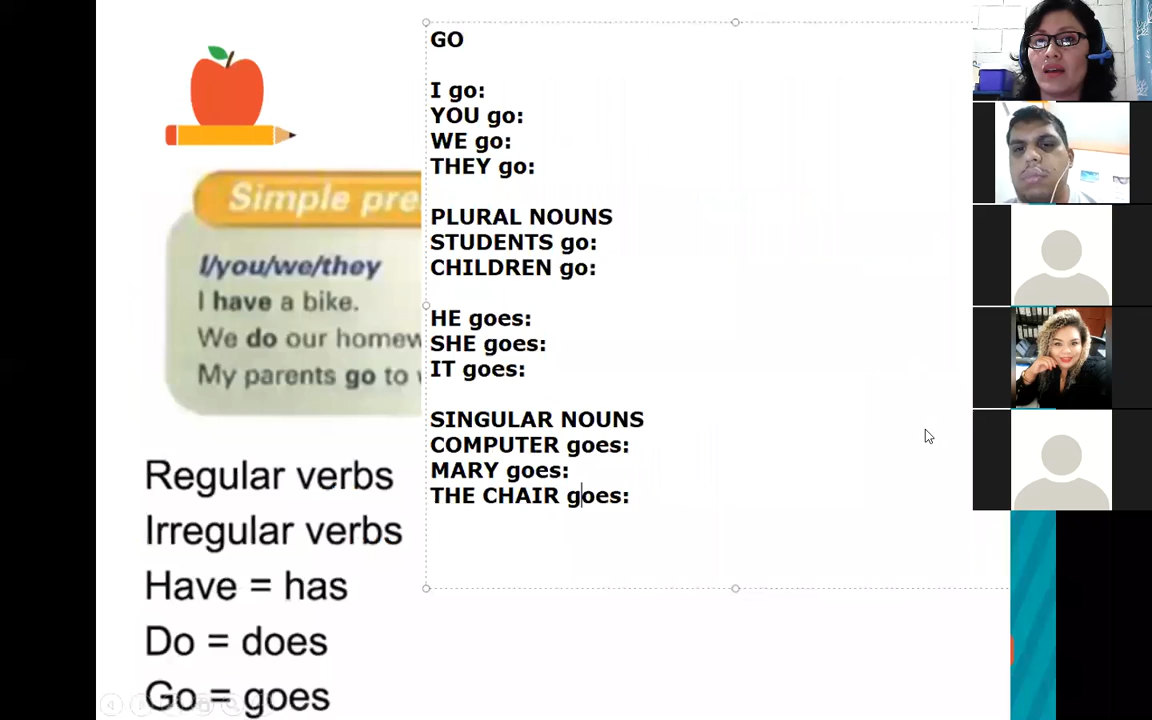 Simple pre
I/you/we/they
I have a bike.
We do our homew
My parents go to
Regular verbs
Irregular verbs
Have = has
Do = does
Go = goes
GO
I go:
YOU go:
WE go:
THEY go:
PLURAL NOUNS
STUDENTS go:
CHILDREN go:
HE goes:
SHE goes:
IT goes:
SINGULAR NOUNS
COMPUTER goes:
MARY goes:
THE CHAIR goes: